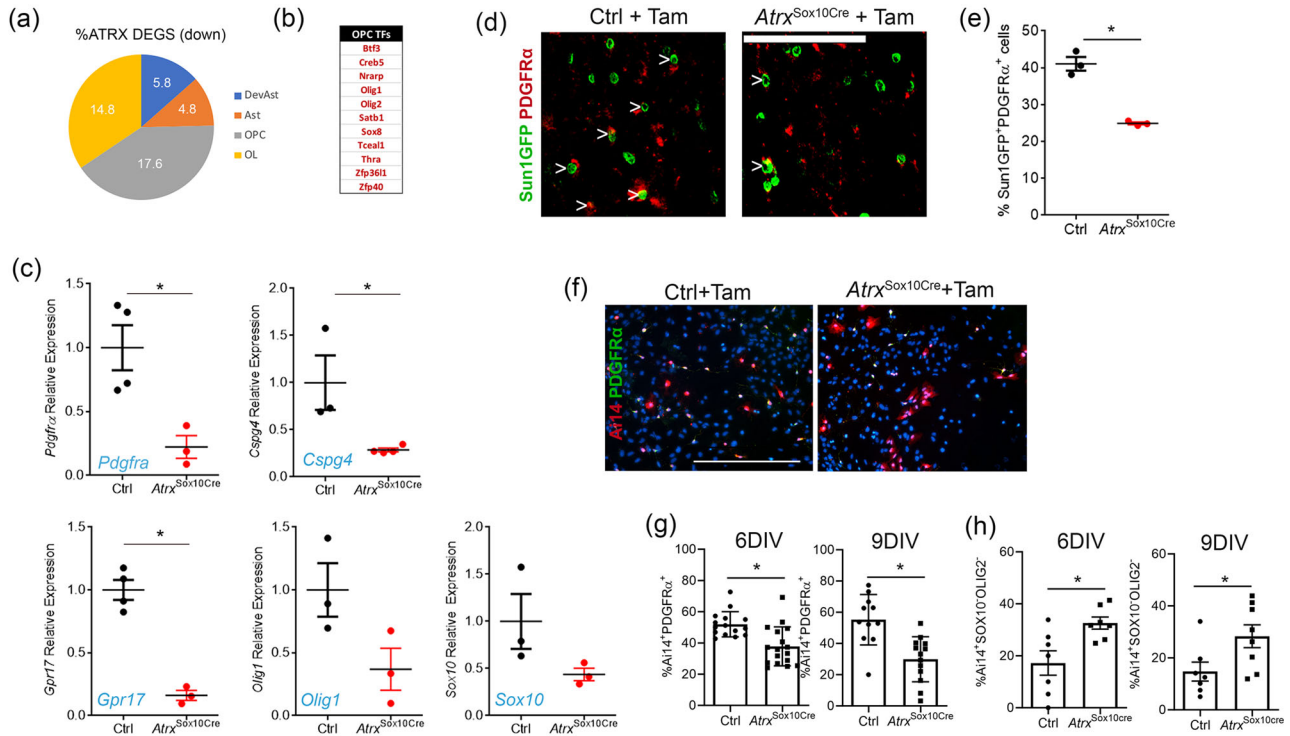 (a)
%ATRX DEGS (down)
5.8
4.8
17.6
14.8
DevAst
Ast
OPC
OL
(b)
OPC TFs
Btf3
Creb5
Nrarp
Olig1
Olig2
Satb1
Sox8
Tceal1
Thra
Zfp36l1
Zfp40
(c)
Pdgfrα Relative Expression
1.5
1.0
0.5
0.0
*
Pdgfra
Ctrl
AtrxSox10Cre
Cspg4 Relative Expression
2.0
1.5
1.0
0.5
0.0
*
Cspg4
Ctrl
AtrxSox10Cre
Gpr17 Relative Expression
1.5
1.0
0.5
0.0
*
Gpr17
Ctrl
AtrxSox10Cre
Olig1 Relative Expression
1.5
1.0
0.5
0.0
Olig1
Ctrl
AtrxSox10Cre
Sox10 Relative Expression
2.0
1.5
1.0
0.5
0.0
Sox10
Ctrl
AtrxSox10Cre
(d)
Ctrl + Tam
AtrxSox10Cre + Tam
Sun1GFP PDGFRα
>
>
>
>
>
>
>
>
(e)
% Sun1GFP+PDGFRα+ cells
50
40
30
20
10
0
*
Ctrl
AtrxSox10Cre
(f)
Ctrl+Tam
AtrxSox10Cre+Tam
Ai14 PDGFRα
(g)
6DIV
%Ai14+PDGFRα+
100
80
60
40
20
0
*
Ctrl
AtrxSox10Cre
9DIV
%Ai14+PDGFRα+
100
80
60
40
20
0
*
Ctrl
AtrxSox10Cre
(h)
6DIV
%Ai14+SOX10-OLIG2-
60
40
20
0
*
Ctrl
AtrxSox10Cre
9DIV
%Ai14+SOX10-OLIG2-
60
40
20
0
*
Ctrl
AtrxSox10Cre